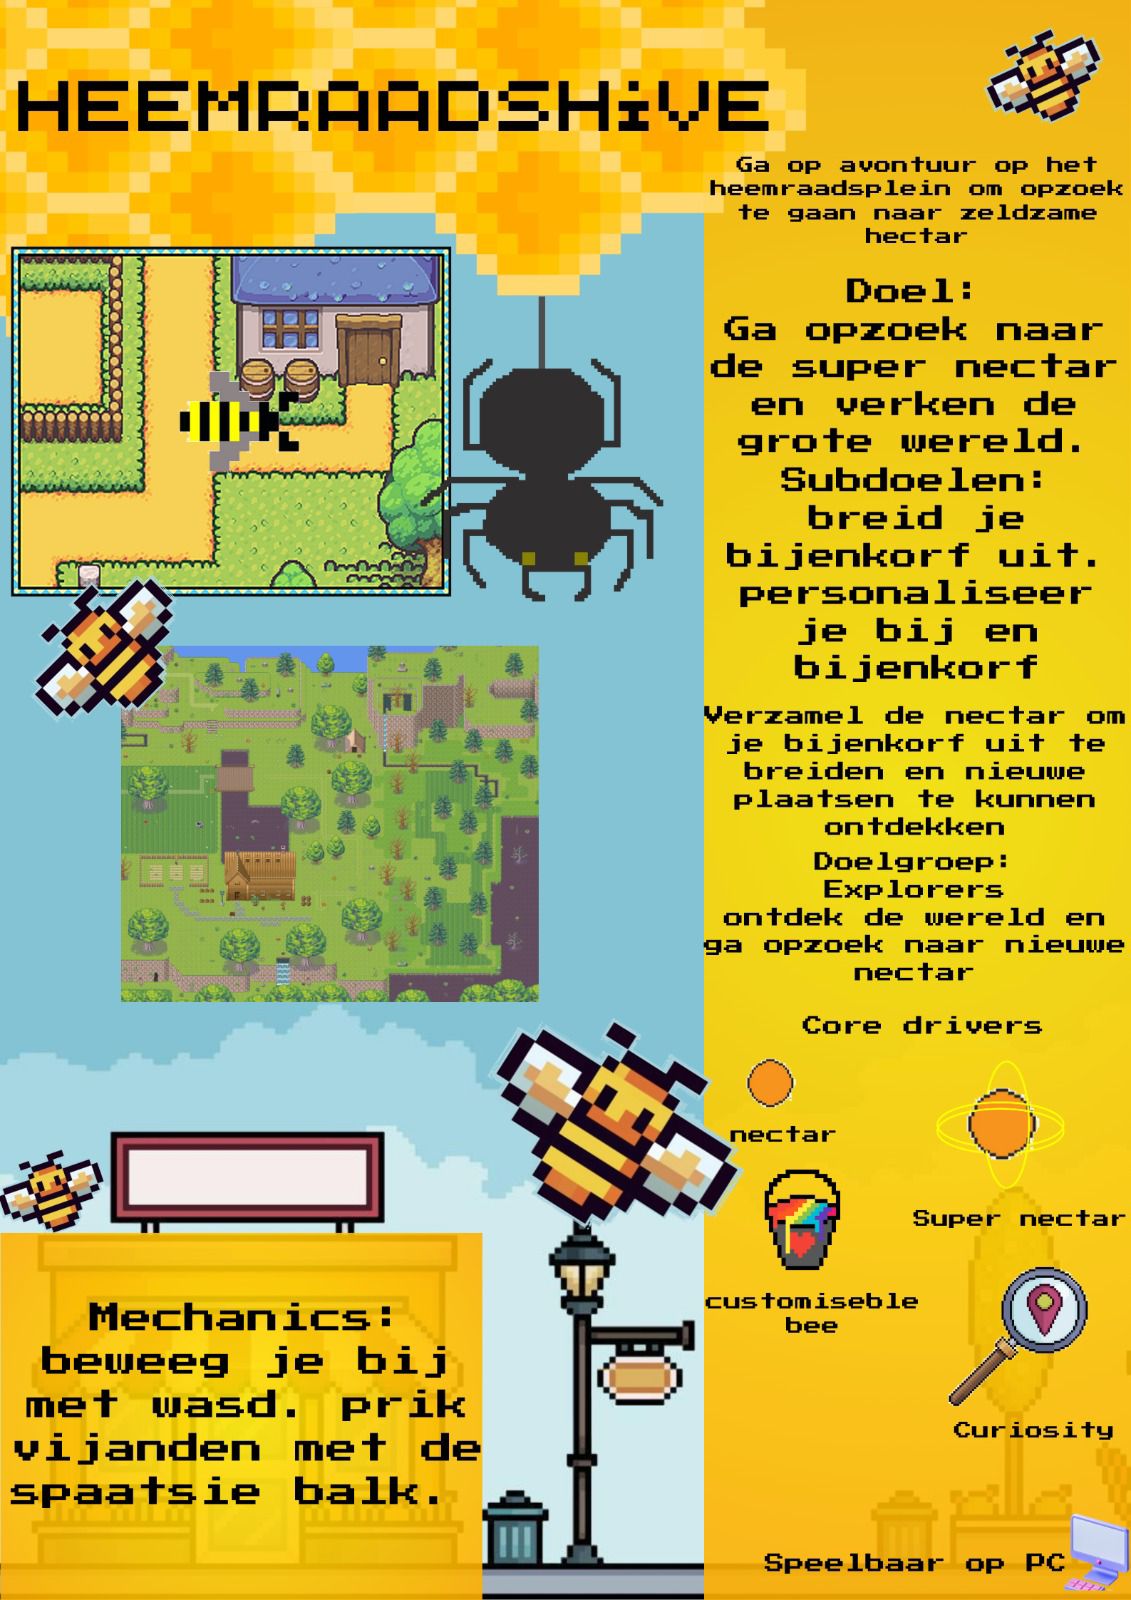 HEEMRAADSHiVE
Ga op avontuur op het
heemraadsplein om opzoek
te gaan naar zeldzame
hectar
Doel:
Ga opzoek naar
de super nectar
en verken de
grote wereld.
Subdoelen:
breid je
bijenkorf uit.
personaliseer
je bij en
bijenkorf
Verzamel de nectar om
je bijenkorf uit te
breiden en nieuwe
plaatsen te kunnen
ontdekken
Doelgroep:
Explorers
ontdek de wereld en
ga opzoek naar nieuwe
nectar
Core drivers
nectar
Super nectar
customiseble
bee
Curiosity
Mechanics:
beweeg je bij
met wasd. prik
vijanden met de
spaatsie balk.
Speelbaar op PC